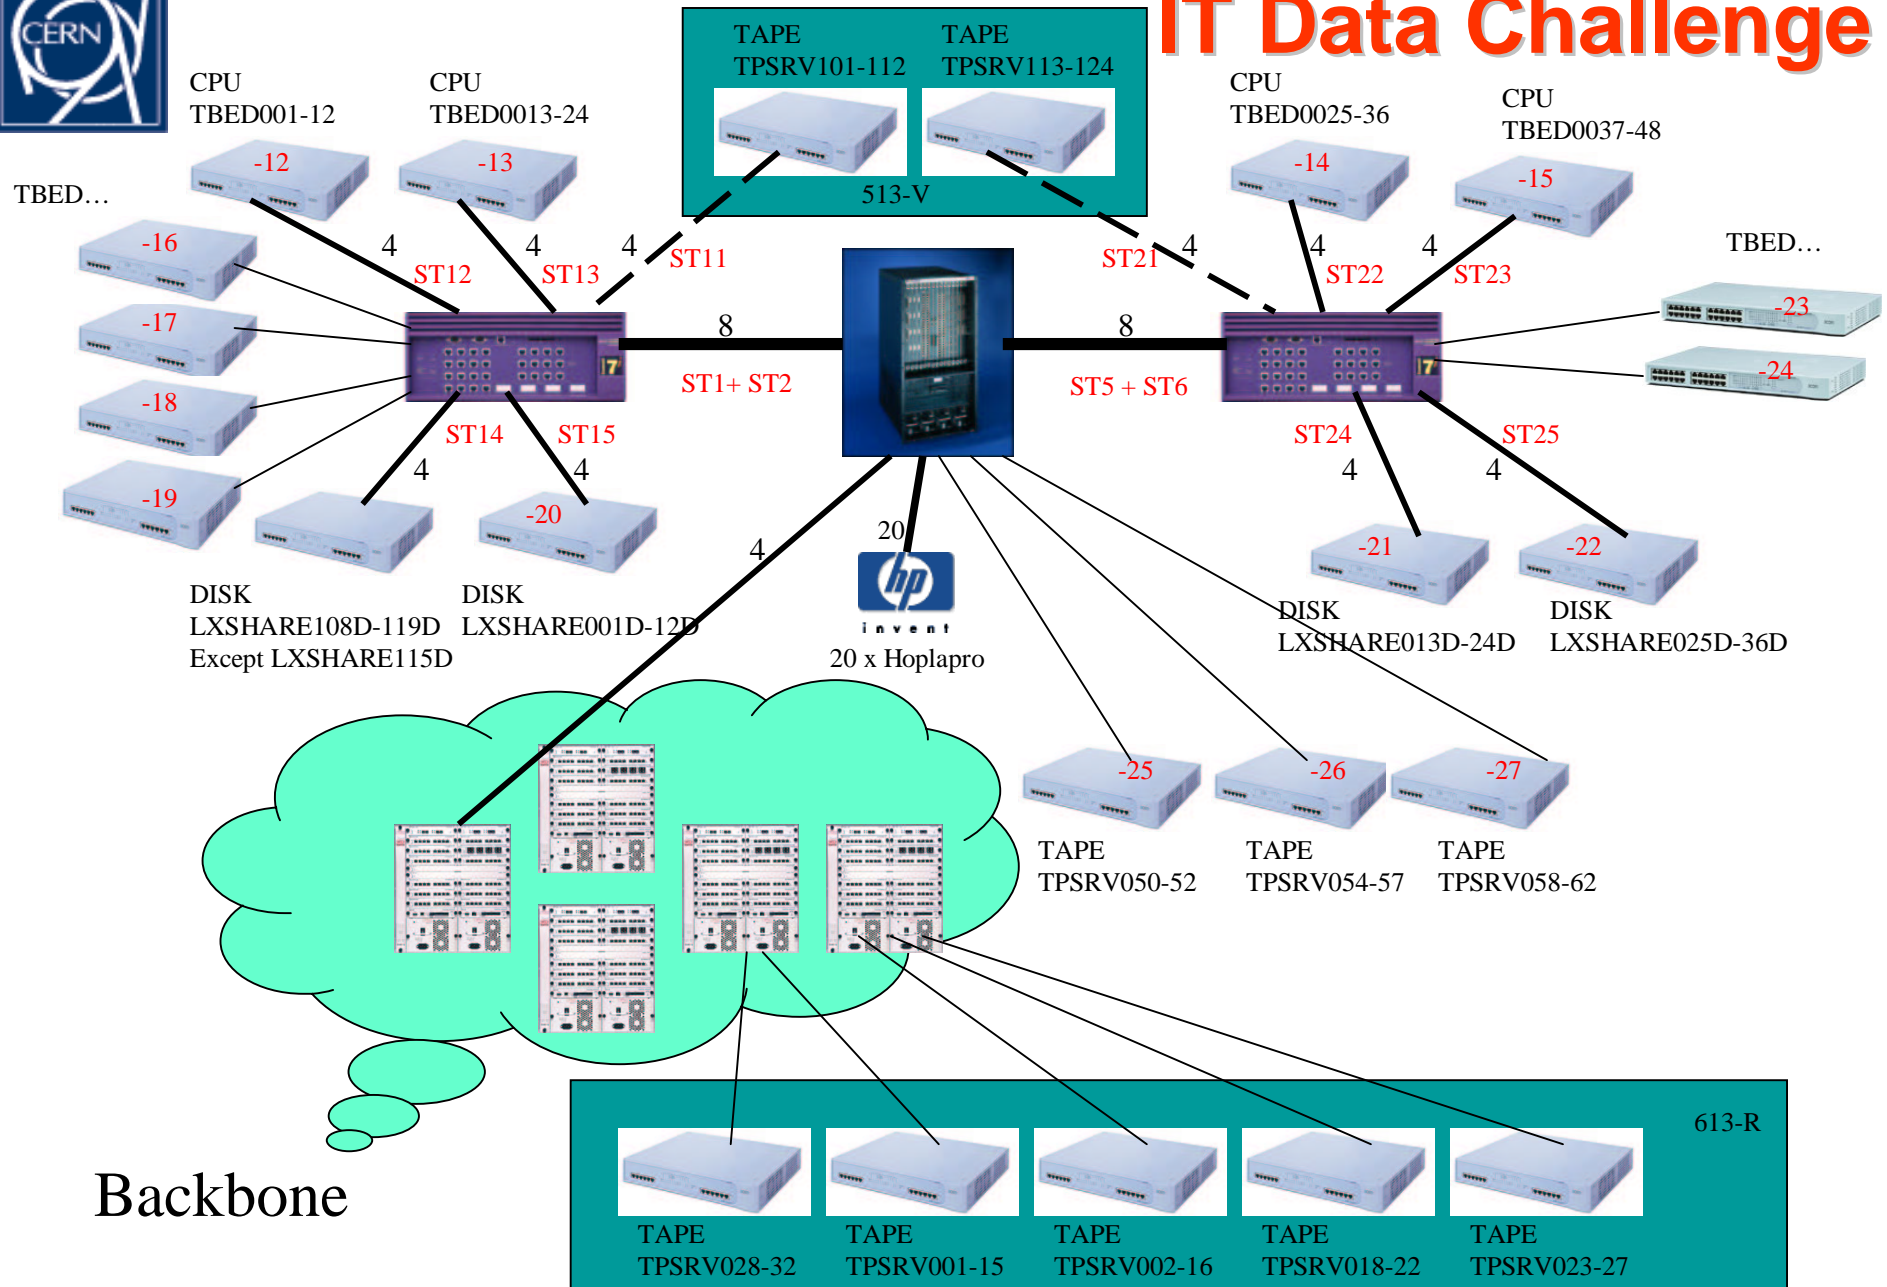 IT Data Challenge
CERN
TAPE
TPSRV101-112
TAPE
TPSRV113-124
513-V
CPU
TBED001-12
CPU
TBED0013-24
CPU
TBED0025-36
CPU
TBED0037-48
-12
-13
-14
-15
TBED…
TBED…
-16
-17
-18
-19
-23
-24
4
4
4
4
4
4
ST12
ST13
ST11
ST21
ST22
ST23
8
8
ST1+ ST2
ST5 + ST6
7
7
ST14
ST15
ST24
ST25
4
4
4
4
-20
-21
-22
DISK
LXSHARE108D-119D
Except LXSHARE115D
DISK
LXSHARE001D-12D
DISK
LXSHARE013D-24D
DISK
LXSHARE025D-36D
4
20
hp
invent
20 x Hoplapro
-25
-26
-27
TAPE
TPSRV050-52
TAPE
TPSRV054-57
TAPE
TPSRV058-62
Backbone
613-R
TAPE
TPSRV028-32
TAPE
TPSRV001-15
TAPE
TPSRV002-16
TAPE
TPSRV018-22
TAPE
TPSRV023-27